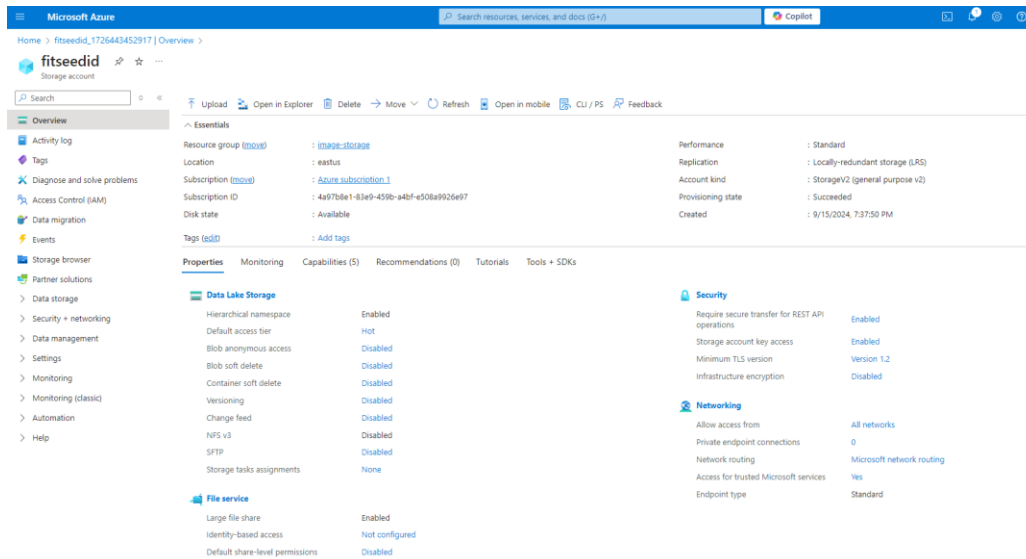 Microsoft Azure
Search resources, services, and docs (G+/)
Copilot
Home > fitseedid_1726443452917 | Overview >
fitseedid
Storage account
Search
Overview
Activity log
Tags
Diagnose and solve problems
Access Control (IAM)
Data migration
Events
Storage browser
Partner solutions
Data storage
Security + networking
Data management
Settings
Monitoring
Monitoring (classic)
Automation
Help
Upload Open in Explorer Delete Move Refresh Open in mobile CLI / PS Feedback
Essentials
Resource group (move) : image-storage
Location : eastus
Subscription (move) : Azure subscription 1
Subscription ID : 4a97b8e1-83e9-459b-a4bf-e508a9926e97
Disk state : Available
Tags (edit) : Add tags
Performance : Standard
Replication : Locally-redundant storage (LRS)
Account kind : StorageV2 (general purpose v2)
Provisioning state : Succeeded
Created : 9/15/2024, 7:37:50 PM
Properties Monitoring Capabilities (5) Recommendations (0) Tutorials Tools + SDKs
Data Lake Storage
Hierarchical namespace Enabled
Default access tier Hot
Blob anonymous access Disabled
Blob soft delete Disabled
Container soft delete Disabled
Versioning Disabled
Change feed Disabled
NFS v3 Disabled
SFTP Disabled
Storage tasks assignments None
File service
Large file share Enabled
Identity-based access Not configured
Default share-level permissions Disabled
Security
Require secure transfer for REST API
operations Enabled
Storage account key access Enabled
Minimum TLS version Version 1.2
Infrastructure encryption Disabled
Networking
Allow access from All networks
Private endpoint connections 0
Network routing Microsoft network routing
Access for trusted Microsoft services Yes
Endpoint type Standard